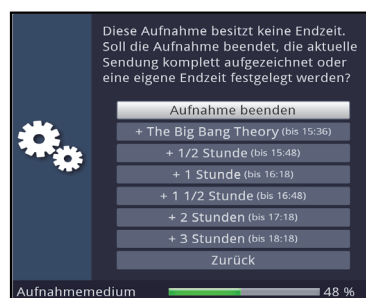 Diese Aufnahme besitzt keine Endzeit.
Soll die Aufnahme beendet, die aktuelle
Sendung komplett aufgezeichnet oder
eine eigene Endzeit festgelegt werden?
Aufnahme beenden
+ The Big Bang Theory (bis 15:36)
+ 1/2 Stunde (bis 15:48)
+ 1 Stunde (bis 16:18)
+ 1 1/2 Stunde (bis 16:48)
+ 2 Stunden (bis 17:18)
+ 3 Stunden (bis 18:18)
Zurück
Aufnahmemedium 48 %